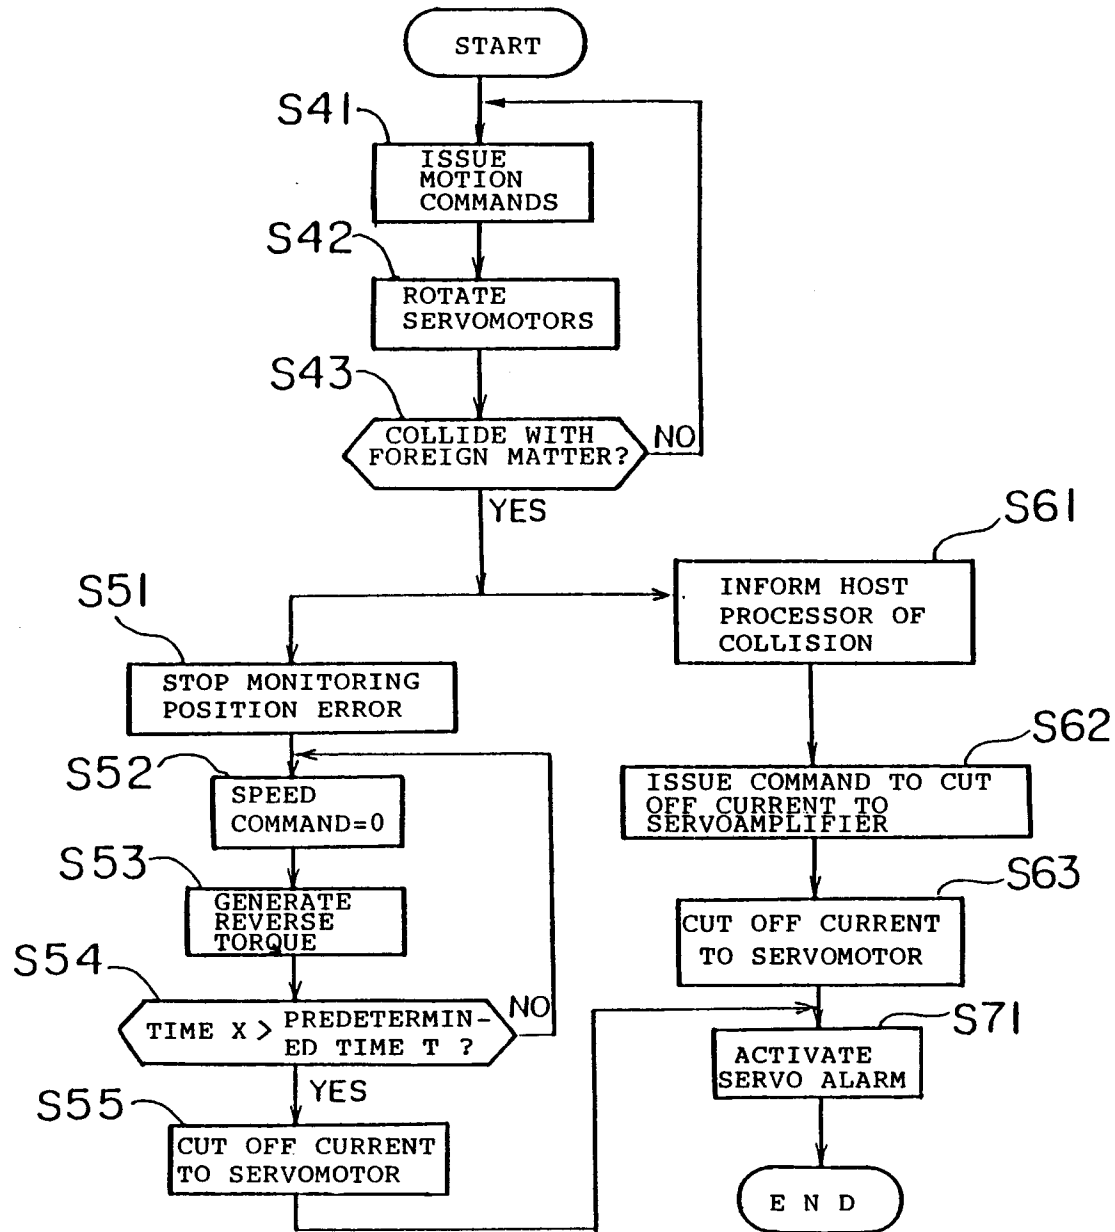 START
S41
ISSUE
MOTION
COMMANDS
S42
ROTATE
SERVOMOTORS
S43
COLLIDE WITH
FOREIGN MATTER?
NO
YES
S61
INFORM HOST
PROCESSOR OF
COLLISION
S51
STOP MONITORING
POSITION ERROR
S62
ISSUE COMMAND TO CUT
OFF CURRENT TO
SERVOAMPLIFIER
S52
SPEED
COMMAND=0
S53
GENERATE
REVERSE
TORQUE
S63
CUT OFF CURRENT
TO SERVOMOTOR
S54
TIME X > PREDETERMIN-
ED TIME T ?
NO
YES
S71
ACTIVATE
SERVO ALARM
S55
CUT OFF CURRENT
TO SERVOMOTOR
END